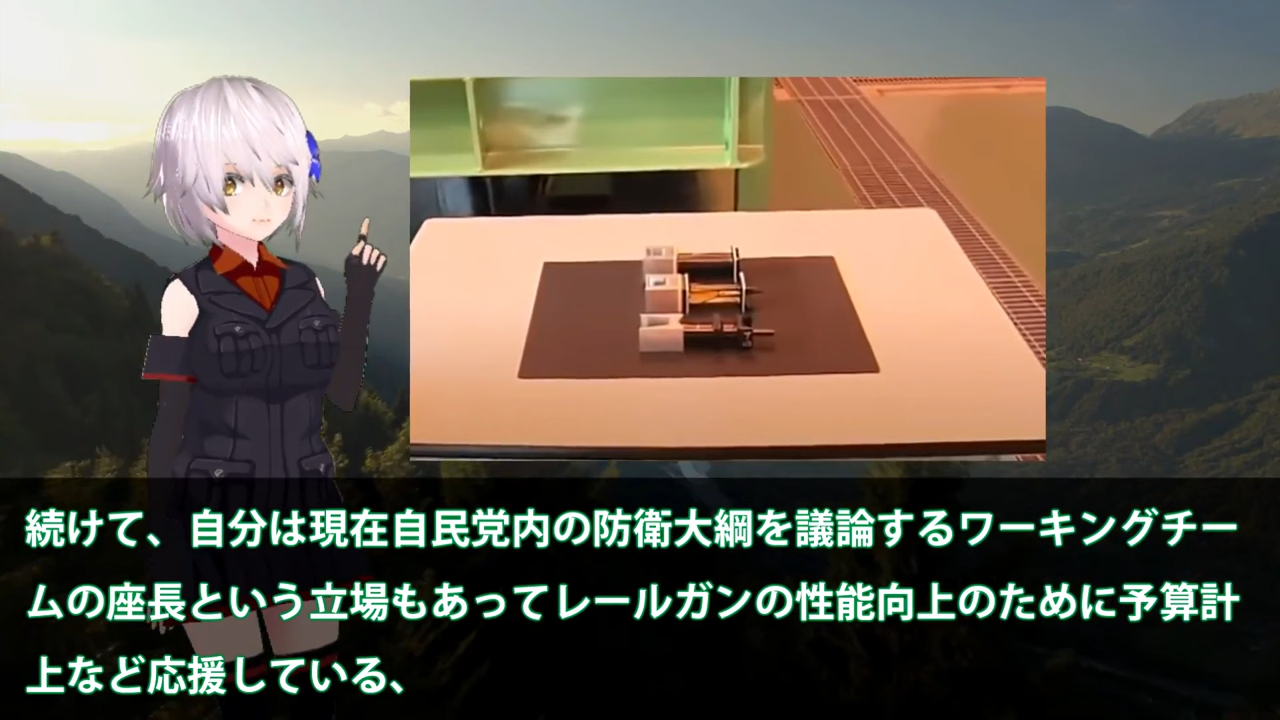 続けて、自分は現在自民党内の防衛大綱を議論するワーキングチー
ムの座長という立場もあってレールガンの性能向上のために予算計
上など応援している、